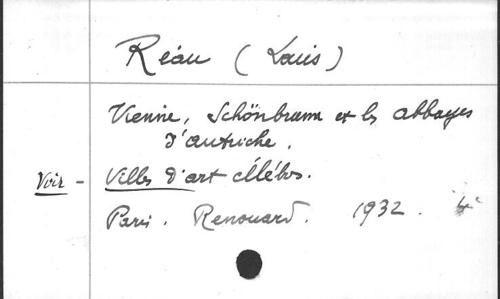 Réau (Louis)
Vienne, Schönbrunn et les abbayes
d'autriche.
Voir - Villes d'art célèbres.
Paris. Renouard. 1932. 4°